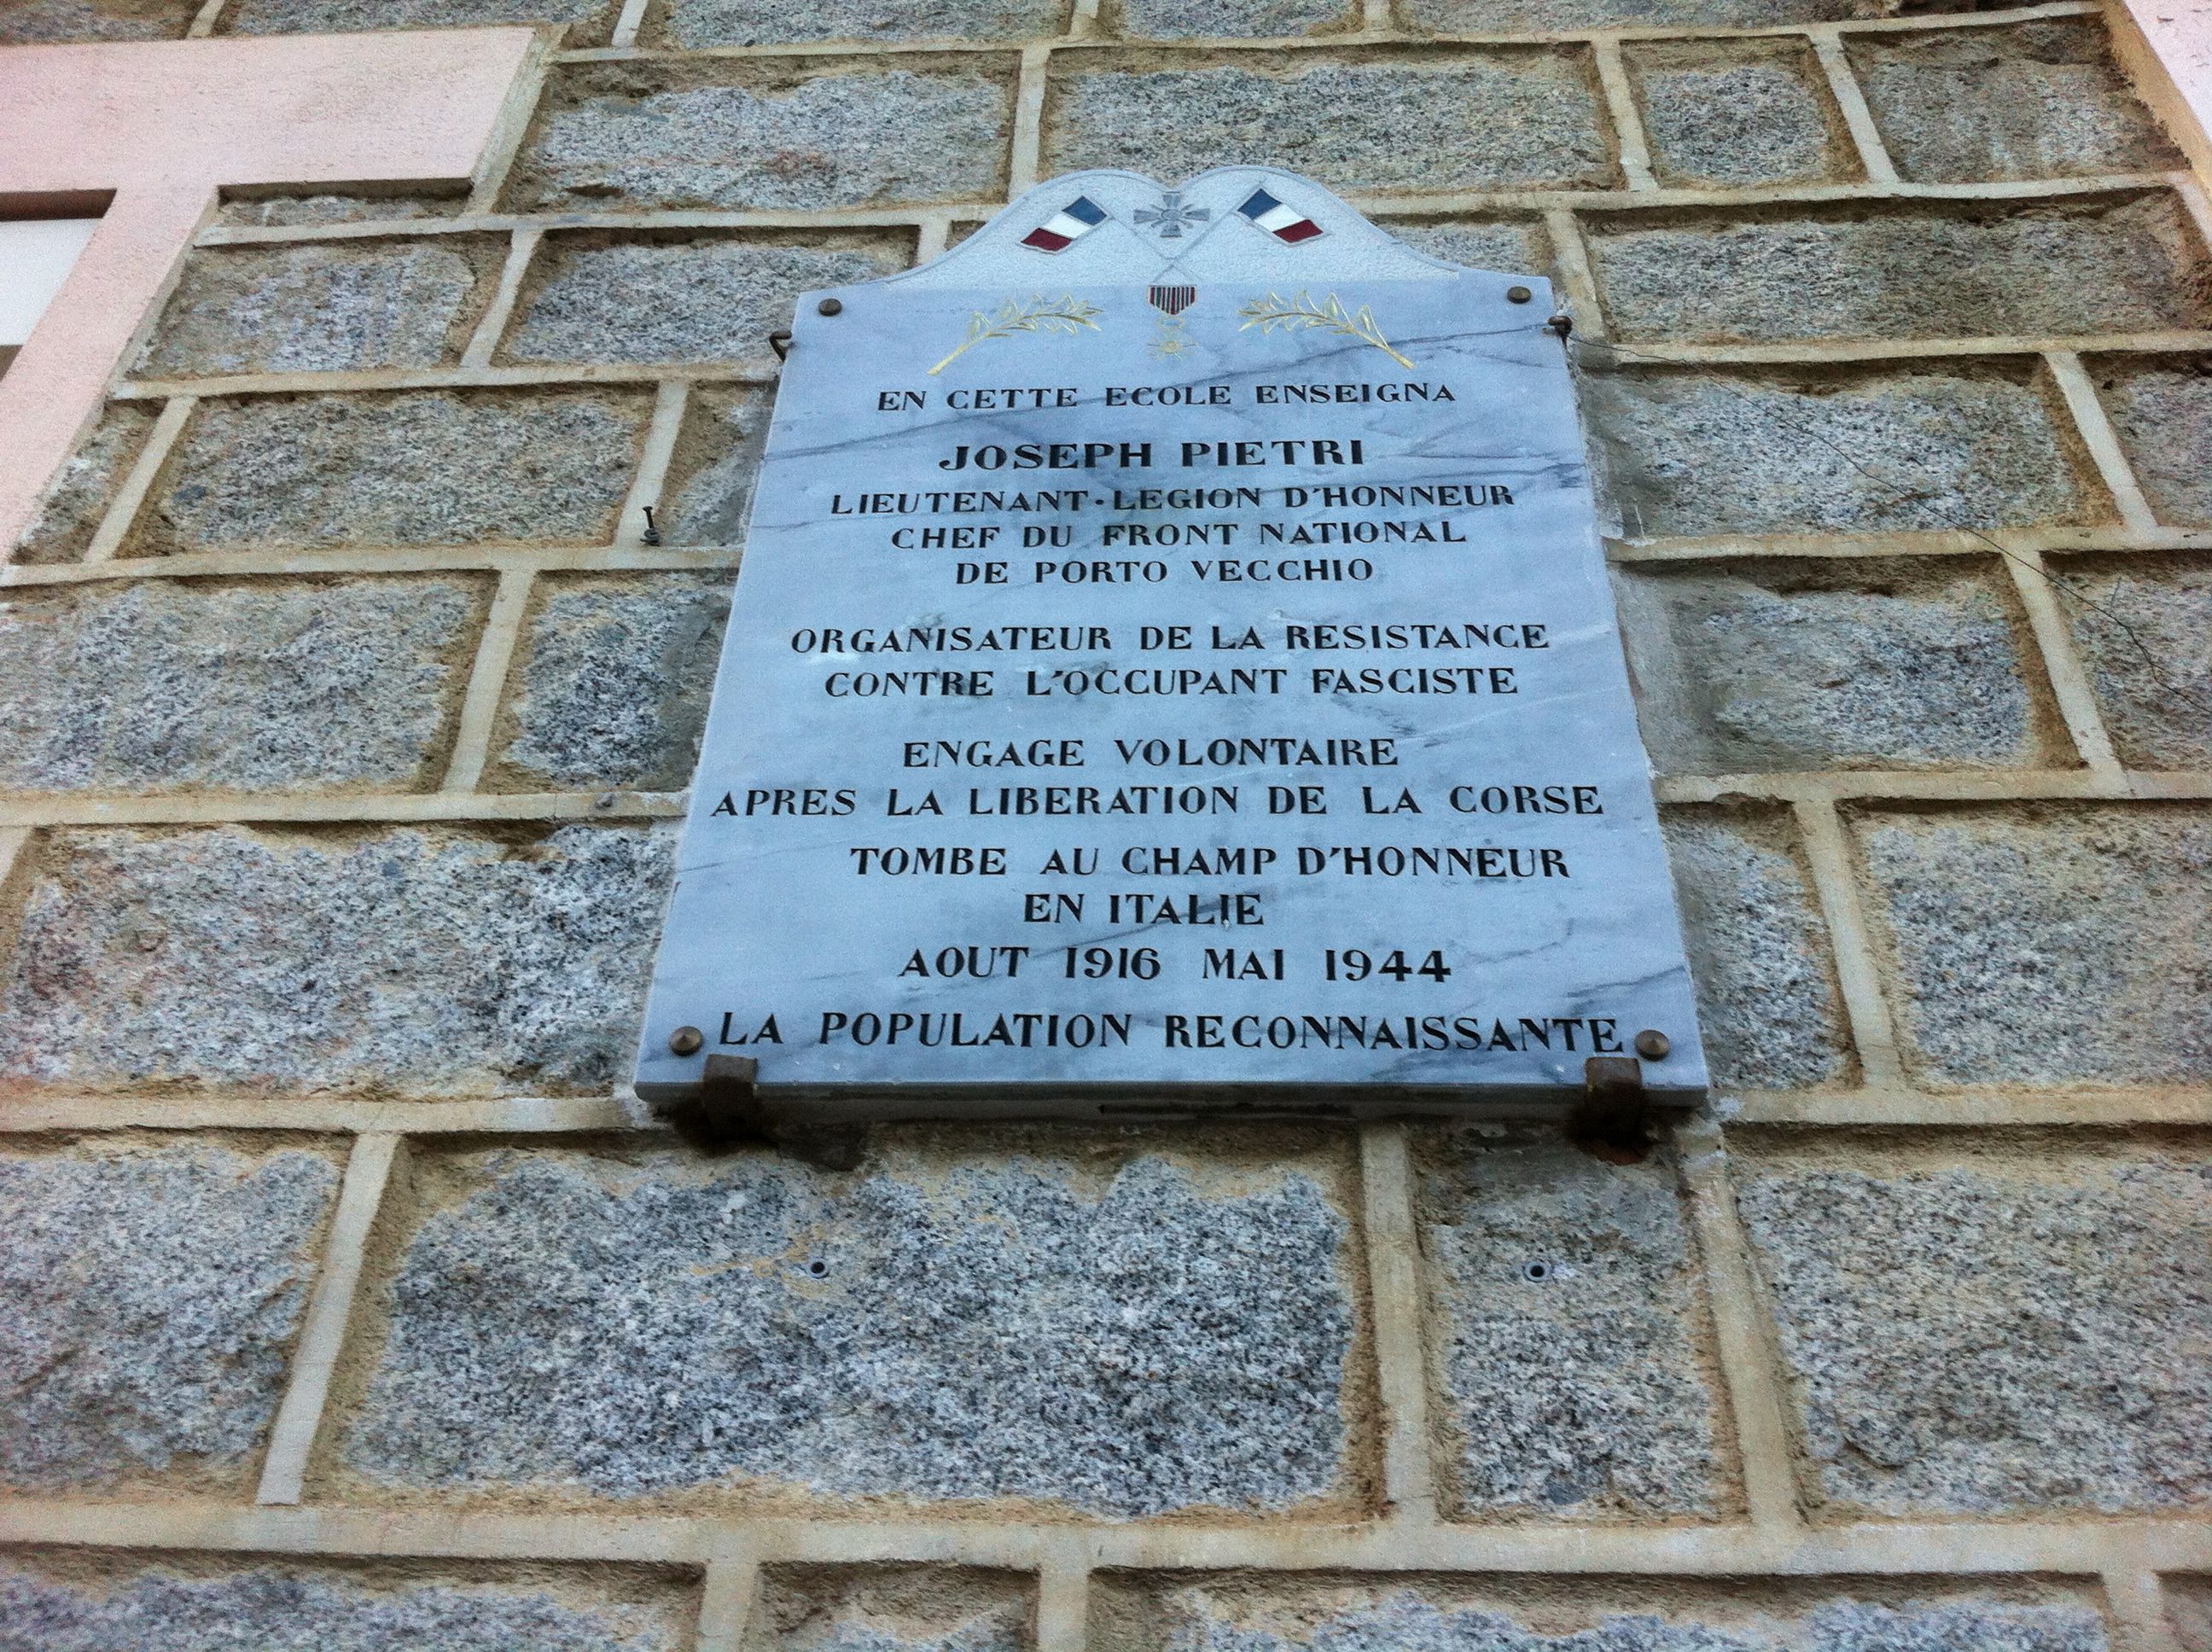 EN CETTE ECOLE ENSEIGNA
JOSEPH PIETRI
LIEUTENANT·LEGION D'HONNEUR
CHEF DU FRONT NATIONAL
DE PORTO VECCHIO
ORGANISATEUR DE LA RESISTANCE
CONTRE L'OCCUPANT FASCISTE
ENGAGE VOLONTAIRE
APRES LA LIBERATION DE LA CORSE
TOMBE AU CHAMP D'HONNEUR
EN ITALIE
AOUT 1916 MAI 1944
LA POPULATION RECONNAISSANTE